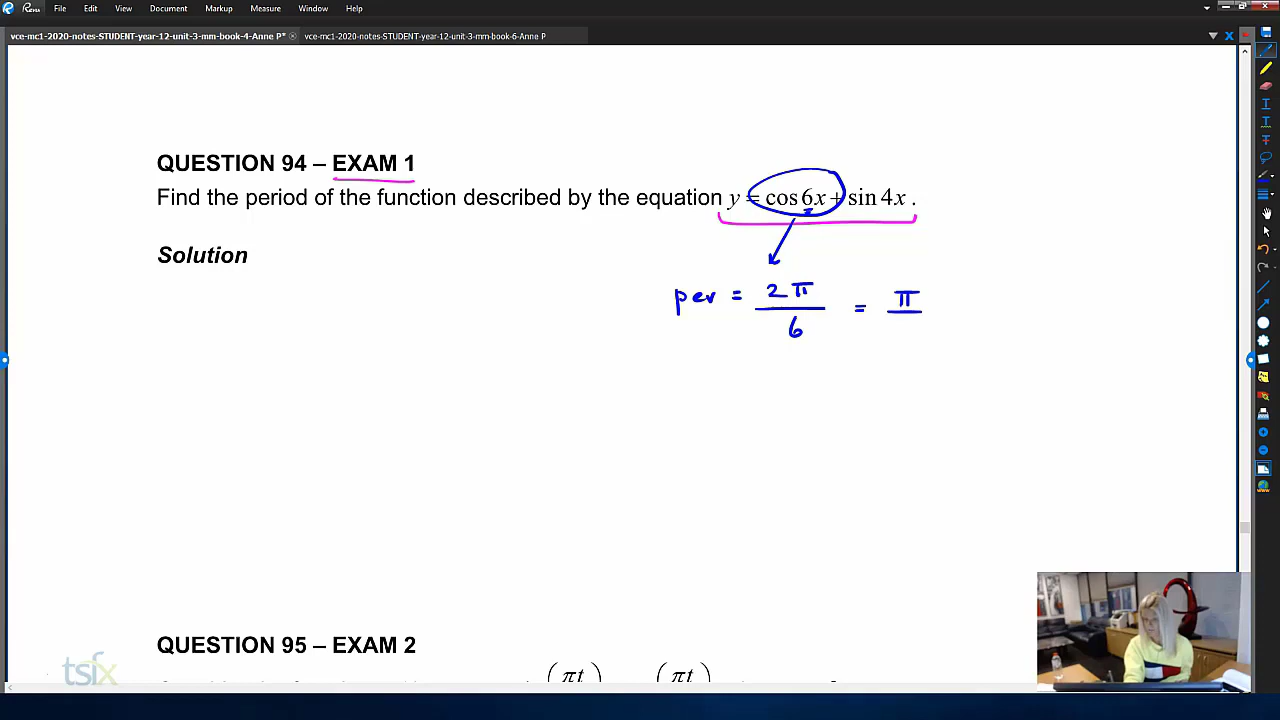 File Edit View Document Markup Measure Window Help
vce-mc1-2020-notes-STUDENT-year-12-unit-3-mm-book-4-Anne P* vce-mc1-2020-notes-STUDENT-year-12-unit-3-mm-book-6-Anne P
QUESTION 94 – EXAM 1
Find the period of the function described by the equation y = cos 6x + sin 4x .
Solution
per = 2π/6 = π
QUESTION 95 – EXAM 2
(πt) (πt)
tsfx